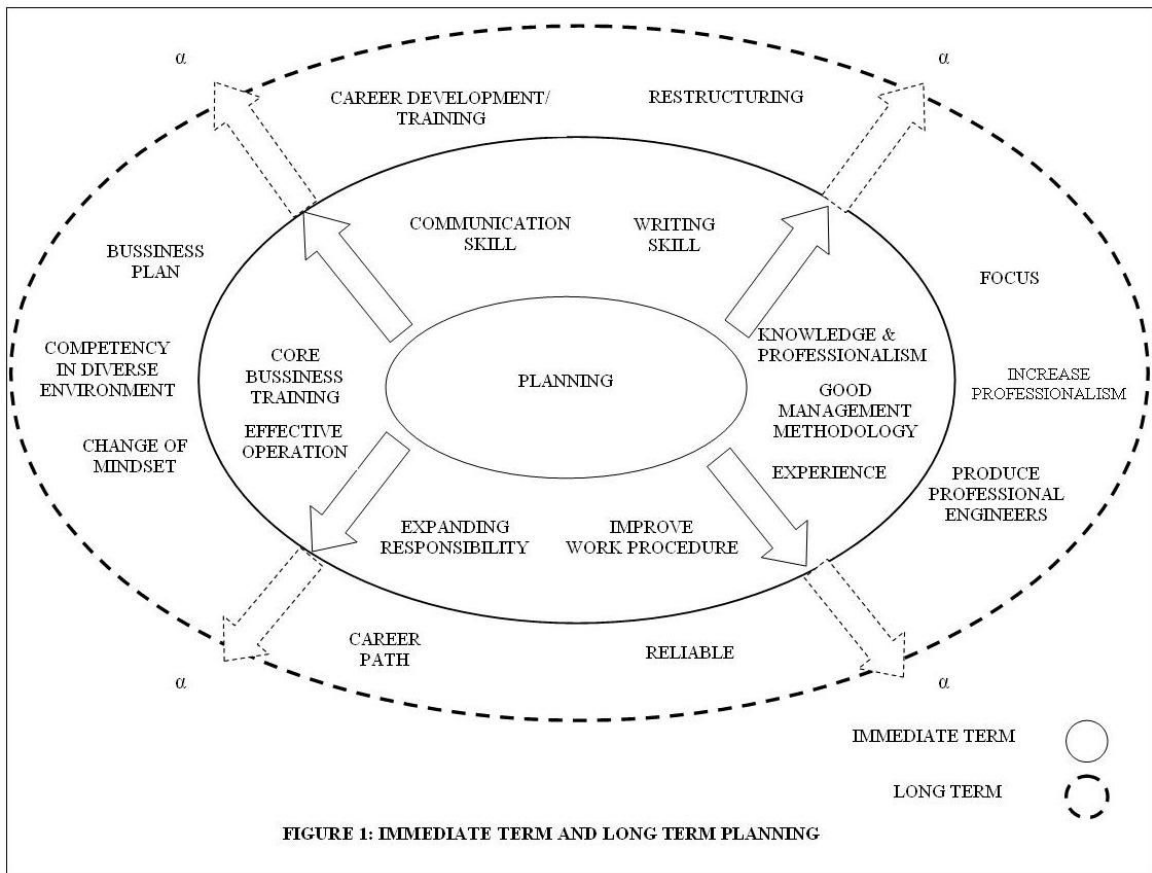 α
α
CAREER DEVELOPMENT/
TRAINING
RESTRUCTURING
COMMUNICATION
SKILL
WRITING
SKILL
BUSSINESS
PLAN
FOCUS
COMPETENCY
IN DIVERSE
ENVIRONMENT
CORE
BUSSINESS
TRAINING
PLANNING
KNOWLEDGE &
PROFESSIONALISM
GOOD
MANAGEMENT
METHODOLOGY
INCREASE
PROFESSIONALISM
CHANGE OF
MINDSET
EFFECTIVE
OPERATION
EXPERIENCE
PRODUCE
PROFESSIONAL
ENGINEERS
EXPANDING
RESPONSIBILITY
IMPROVE
WORK PROCEDURE
CAREER
PATH
RELIABLE
α
α
IMMEDIATE TERM
LONG TERM
FIGURE 1: IMMEDIATE TERM AND LONG TERM PLANNING